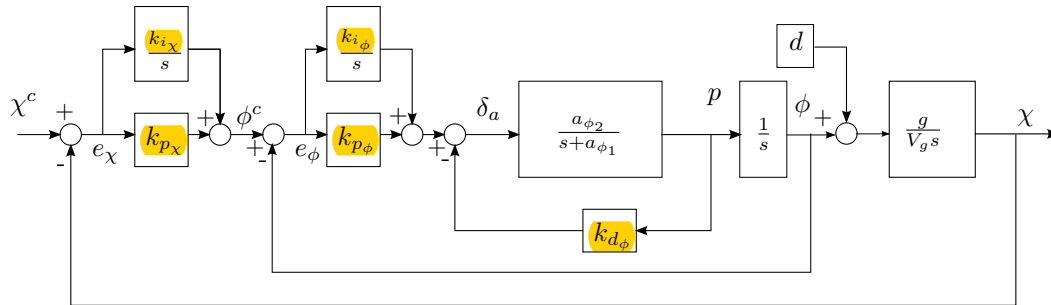 k_{i_χ}/s
k_{i_ϕ}/s
d
χ^c
+
k_{p_χ}
+
ϕ^c
k_{p_ϕ}
+
δ_a
a_{ϕ_2}/(s+a_{ϕ_1})
p
1/s
ϕ
+
g/(V_g s)
χ
-
e_χ
+
-
e_ϕ
+
-
k_{d_ϕ}